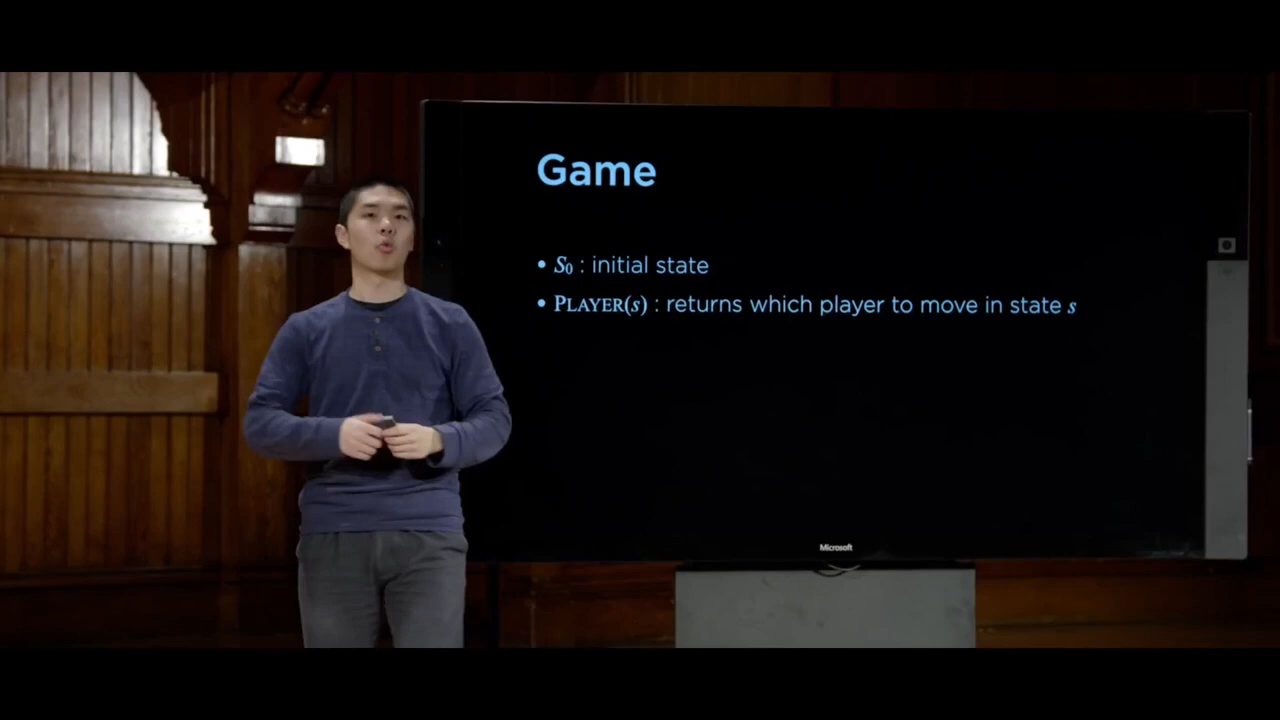 Game
• S₀ : initial state
• PLAYER(s) : returns which player to move in state s
Microsoft